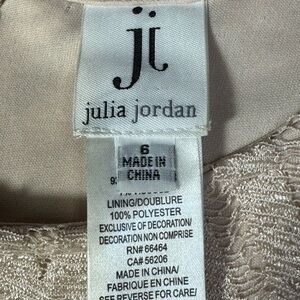 jj
julia jordan
6
MADE IN
CHINA
LINING/DOUBLURE
100% POLYESTER
EXCLUSIVE OF DECORATION/
DECORATION NON COMPRISE
RN# 66464
CA# 56206
MADE IN CHINA/
FABRIQUE EN CHINE
SEE REVERSE FOR CARE/